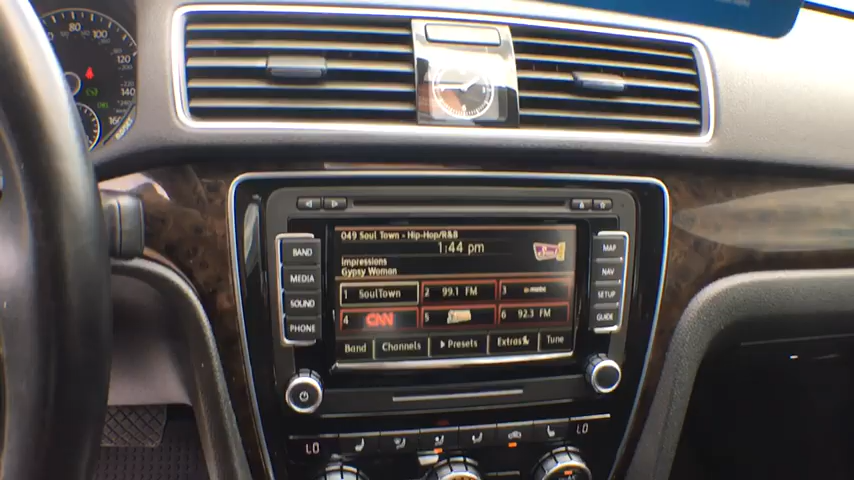 80
100
120
140
160
049 Soul Town - Hip-Hop/R&B
1:44 pm
Impressions
Gypsy Woman
1 SoulTown
2 99.1 FM
3
4 CNN
5
6 92.3 FM
Band
Channels
Presets
Extras
Tune
BAND
MEDIA
SOUND
PHONE
MAP
NAV
SETUP
GUIDE
LO
LO